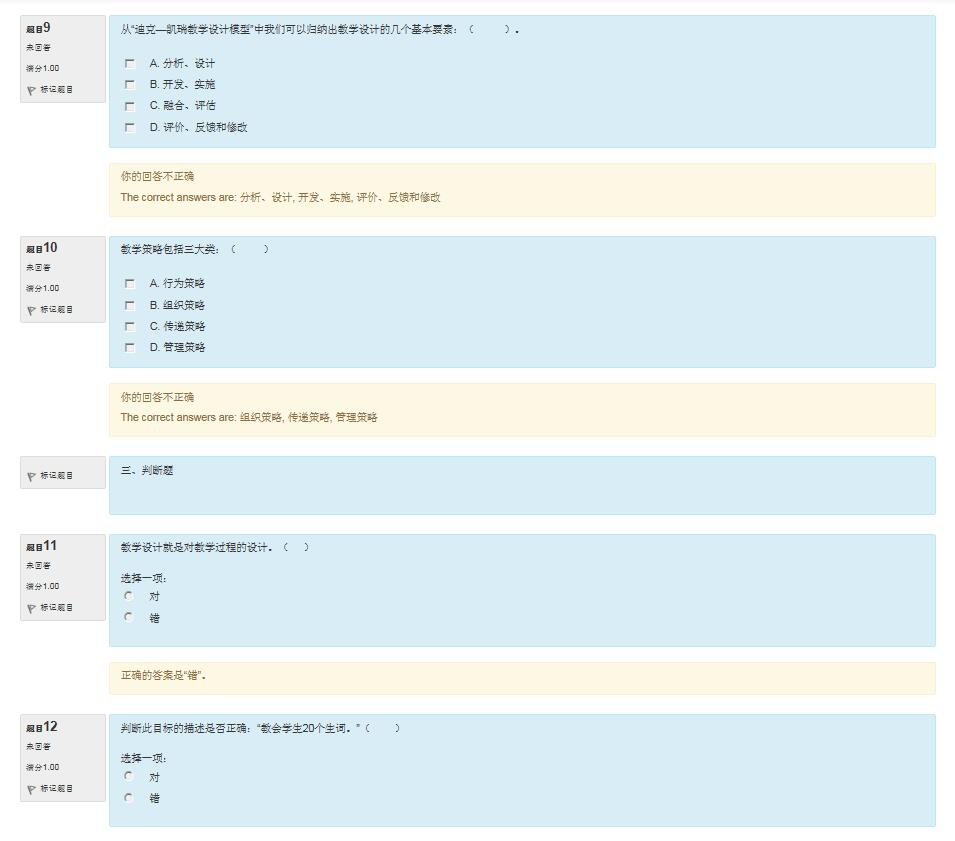 题目9
未回答
满分1.00
标记题目
从“迪克—凯瑞教学设计模型”中我们可以归纳出教学设计的几个基本要素：（　　）．
A. 分析、设计
B. 开发、实施
C. 融合、评估
D. 评价、反馈和修改
你的回答不正确
The correct answers are: 分析、设计, 开发、实施, 评价、反馈和修改
题目10
未回答
满分1.00
标记题目
教学策略包括三大类：（　　）
A. 行为策略
B. 组织策略
C. 传递策略
D. 管理策略
你的回答不正确
The correct answers are: 组织策略, 传递策略, 管理策略
标记题目
三、判断题
题目11
未回答
满分1.00
标记题目
教学设计就是对教学过程的设计。（　）
选择一项：
对
错
正确的答案是“错”。
题目12
未回答
满分1.00
标记题目
判断此目标的描述是否正确：“教会学生20个生词。”（　　）
选择一项：
对
错